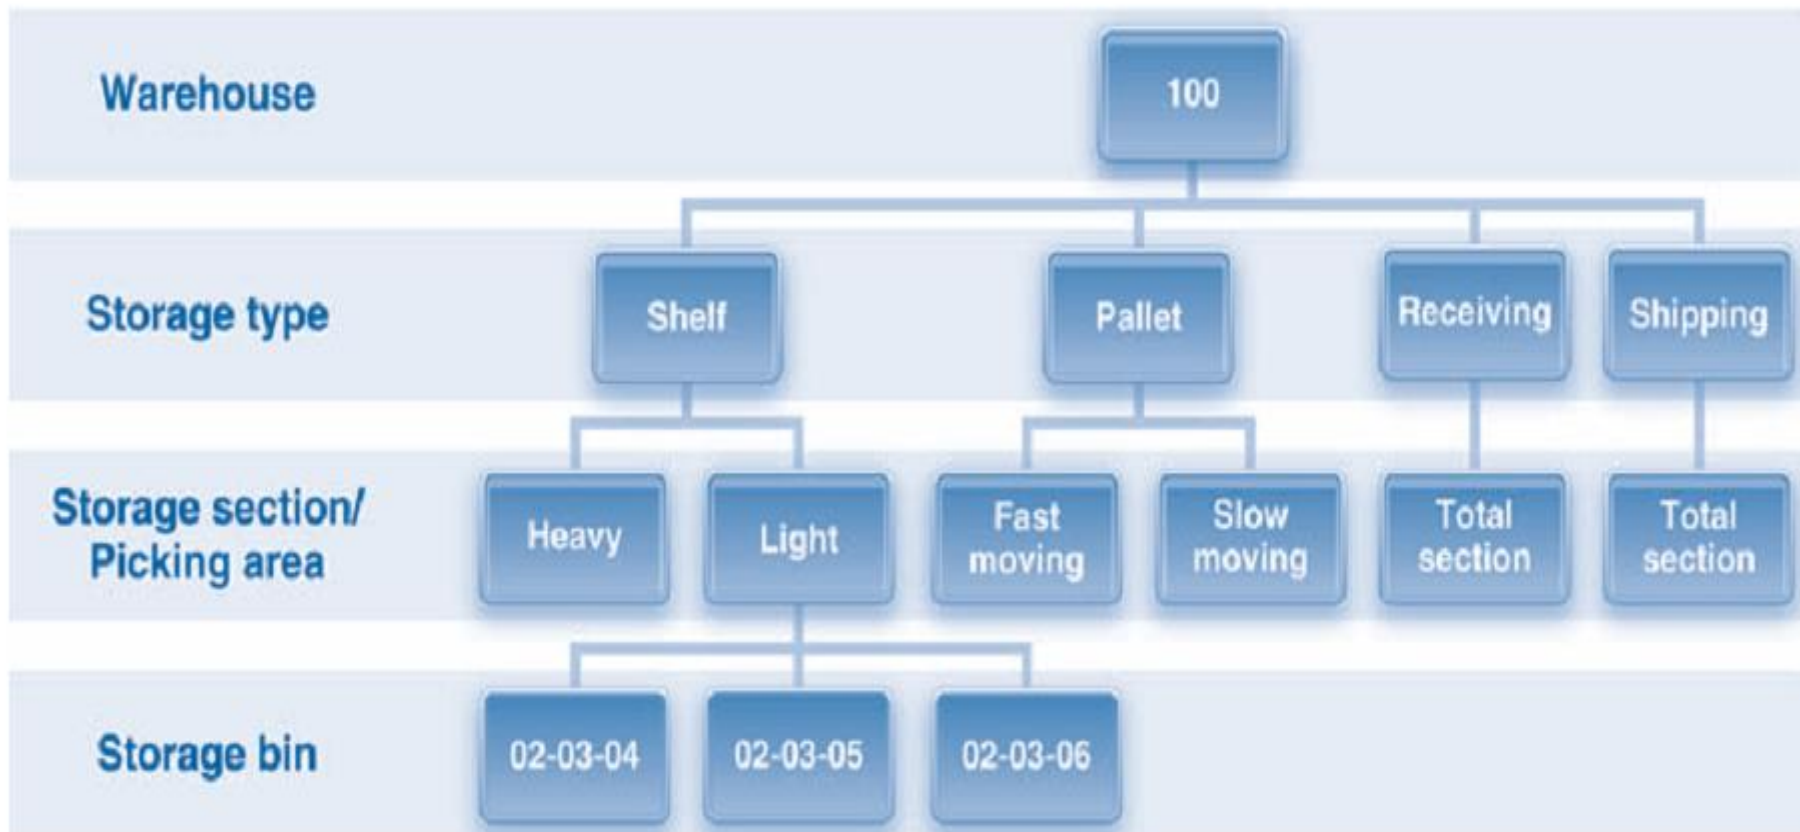 Warehouse
100
Storage type
Shelf
Pallet
Receiving
Shipping
Storage section/
Picking area
Heavy
Light
Fast
moving
Slow
moving
Total
section
Total
section
Storage bin
02-03-04
02-03-05
02-03-06